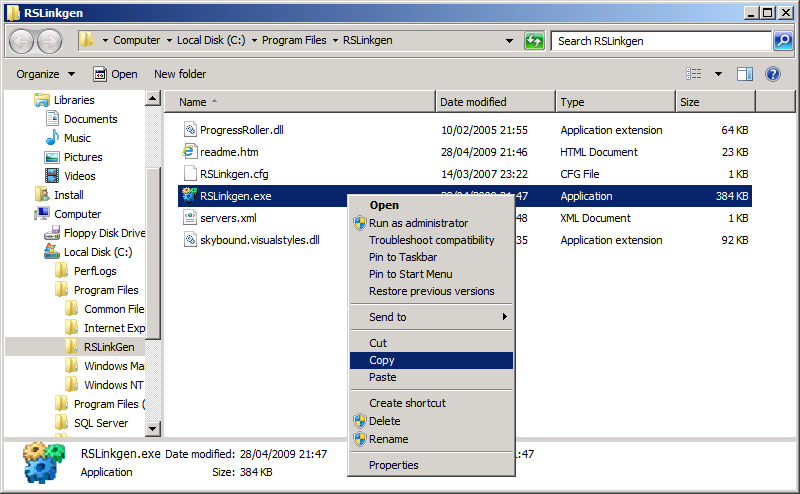 RSLinkgen
Computer Local Disk (C:) Program Files RSLinkgen Search RSLinkgen
Organize Open New folder
Libraries
Documents
Music
Pictures
Videos
Install
Computer
Floppy Disk Drive
Local Disk (C:)
PerfLogs
Program Files
Common File
Internet Exp
RSLinkGen
Windows Ma
Windows NT
Program Files (
SQL Server
Name Date modified Type Size
ProgressRoller.dll 10/02/2005 21:55 Application extension 64 KB
readme.htm 28/04/2009 21:46 HTML Document 23 KB
RSLinkgen.cfg 14/03/2007 23:22 CFG File 1 KB
RSLinkgen.exe 28/04/2009 21:47 Application 384 KB
servers.xml 48 XML Document 1 KB
skybound.visualstyles.dll 35 Application extension 92 KB
Open
Run as administrator
Troubleshoot compatibility
Pin to Taskbar
Pin to Start Menu
Restore previous versions
Send to
Cut
Copy
Paste
Create shortcut
Delete
Rename
Properties
RSLinkgen.exe Date modified: 28/04/2009 21:47 :47
Application Size: 384 KB